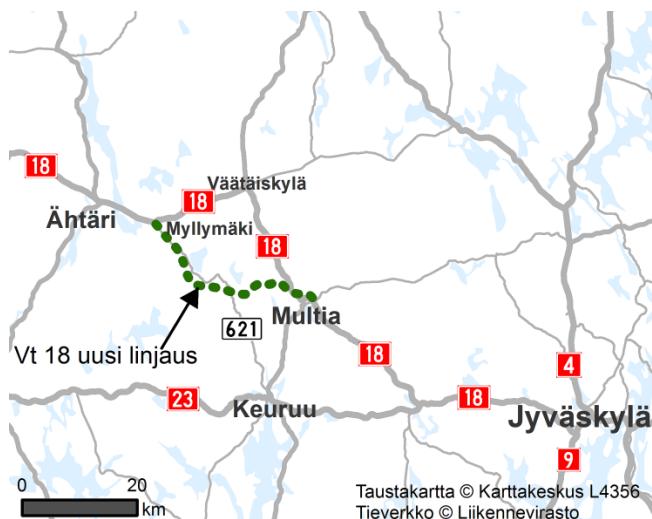 18
Väätäiskylä
18
Ähtäri
Myllymäki
18
621
Multia
Vt 18 uusi linjaus
18
4
23
18
Keuruu
Jyväskylä
9
0 20
km
Taustakartta © Karttakeskus L4356
Tieverkko © Liikennevirasto